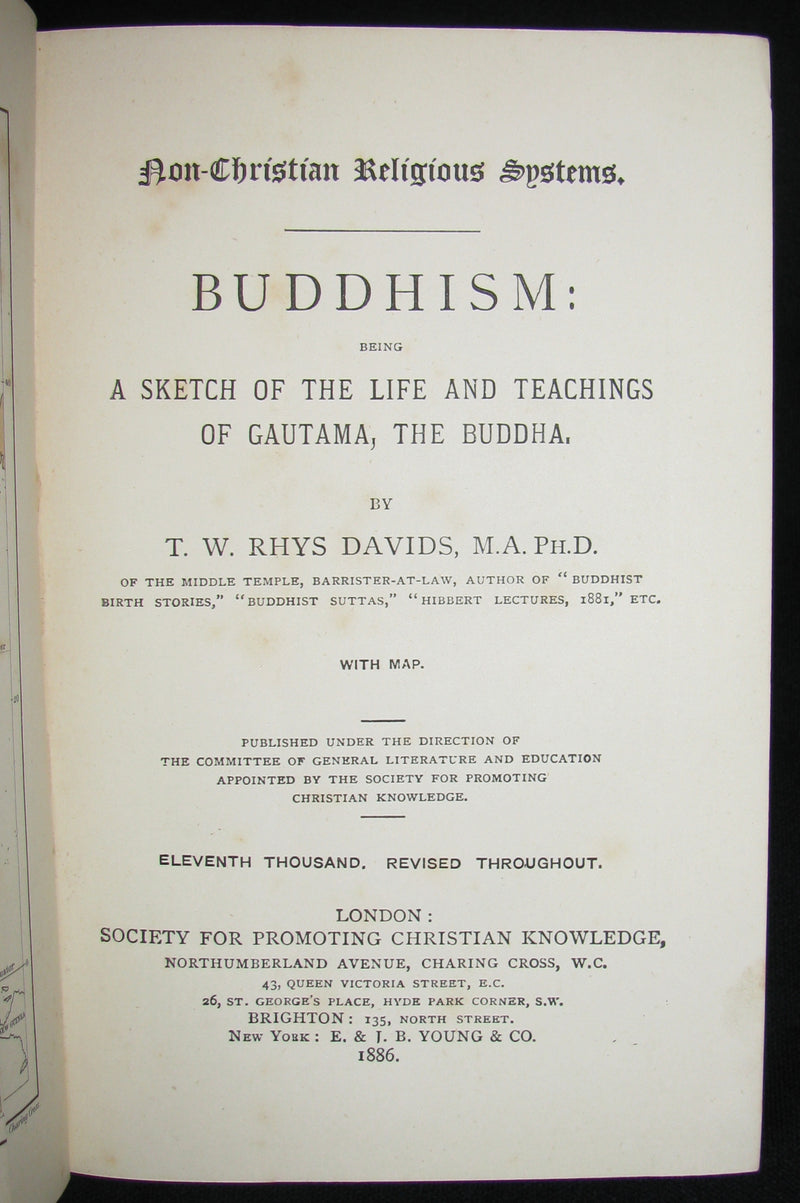 Non-Christian Religious Systems.
BUDDHISM:
BEING
A SKETCH OF THE LIFE AND TEACHINGS
OF GAUTAMA, THE BUDDHA.
BY
T. W. RHYS DAVIDS, M.A. PH.D.
OF THE MIDDLE TEMPLE, BARRISTER-AT-LAW, AUTHOR OF “BUDDHIST
BIRTH STORIES,” “BUDDHIST SUTTAS,” “HIBBERT LECTURES, 1881,” ETC.
WITH MAP.
PUBLISHED UNDER THE DIRECTION OF
THE COMMITTEE OF GENERAL LITERATURE AND EDUCATION
APPOINTED BY THE SOCIETY FOR PROMOTING
CHRISTIAN KNOWLEDGE.
ELEVENTH THOUSAND. REVISED THROUGHOUT.
LONDON:
SOCIETY FOR PROMOTING CHRISTIAN KNOWLEDGE,
NORTHUMBERLAND AVENUE, CHARING CROSS, W.C.
43, QUEEN VICTORIA STREET, E.C.
26, ST. GEORGE'S PLACE, HYDE PARK CORNER, S.W.
BRIGHTON: 135, NORTH STREET.
NEW YORK: E. & J. B. YOUNG & CO.
1886.